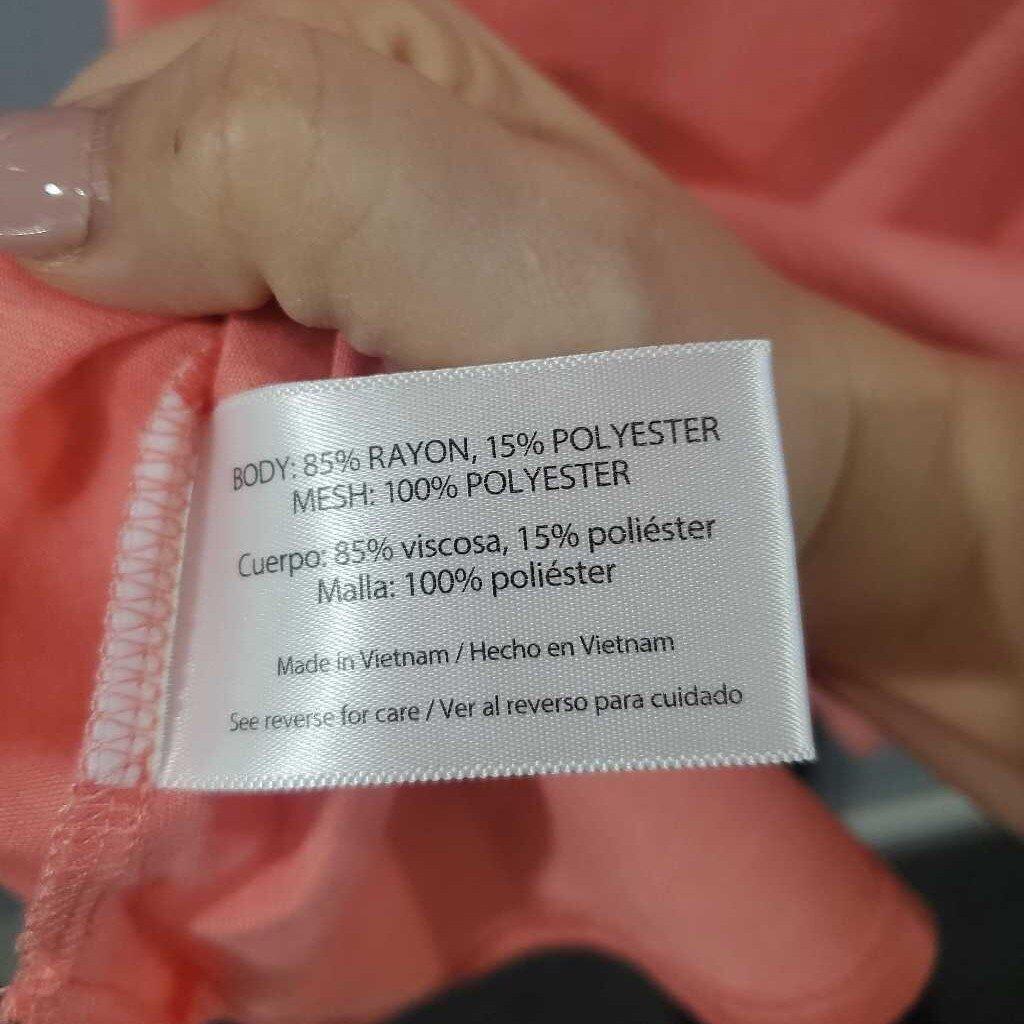 BODY: 85% RAYON, 15% POLYESTER
MESH: 100% POLYESTER
Cuerpo: 85% viscosa, 15% poliéster
Malla: 100% poliéster
Made in Vietnam / Hecho en Vietnam
See reverse for care / Ver al reverso para cuidado